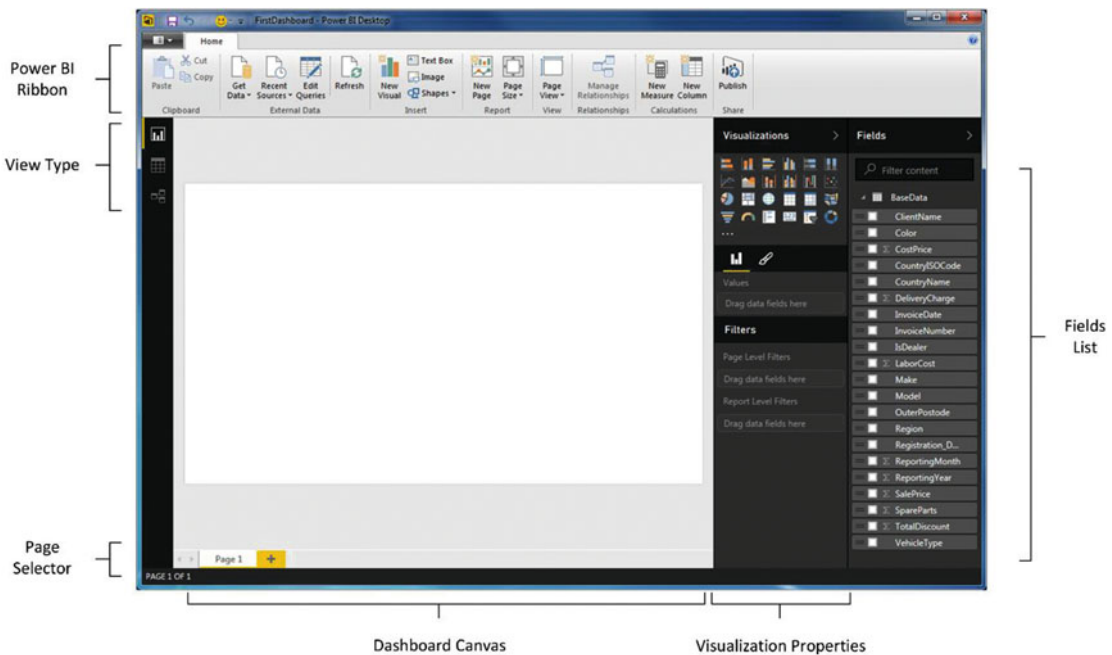 FirstDashboard - Power BI Desktop
Home
Paste
Cut
Copy
Clipboard
Get Data
Recent Sources
Edit Queries
External Data
Refresh
New Visual
Text Box
Image
Shapes
Insert
New Page
Page Size
Report
Page View
View
Manage Relationships
Relationships
New Measure
New Column
Calculations
Publish
Share
Power BI
Ribbon
View Type
Visualizations
Values
Drag data fields here
Filters
Page Level Filters
Drag data fields here
Report Level Filters
Drag data fields here
Fields
Filter content
BaseData
ClientName
Color
Σ CostPrice
CountryISOCode
CountryName
Σ DeliveryCharge
InvoiceDate
InvoiceNumber
IsDealer
Σ LaborCost
Make
Model
OuterPostode
Region
Registration_D...
Σ ReportingMonth
Σ ReportingYear
Σ SalePrice
Σ SpareParts
Σ TotalDiscount
VehicleType
Fields
List
Page
Selector
Page 1
PAGE 1 OF 1
Dashboard Canvas
Visualization Properties